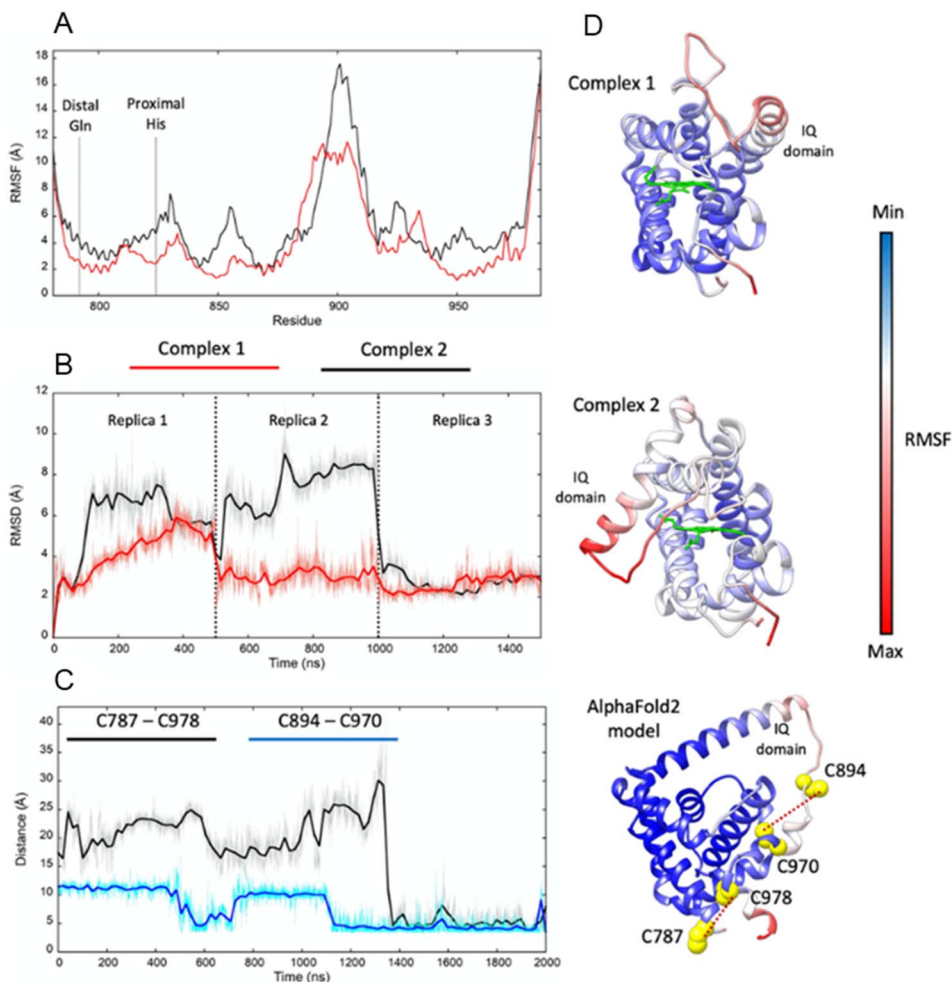 A
18
16
14
12
10
8
6
4
2
0
RMSF (Å)
Distal
Gln
Proximal
His
800
850
900
950
Residue
Complex 1
Complex 2
B
12
10
8
6
4
2
0
RMSD (Å)
Replica 1
Replica 2
Replica 3
0
200
400
600
800
1000
1200
1400
Time (ns)
C
C787 – C978
C894 – C970
40
35
30
25
20
15
10
5
0
Distance (Å)
0
200
400
600
800
1000
1200
1400
1600
1800
2000
Time (ns)
D
Complex 1
IQ
domain
Complex 2
IQ
domain
AlphaFold2
model
IQ
domain
C894
C970
C978
C787
Min
RMSF
Max